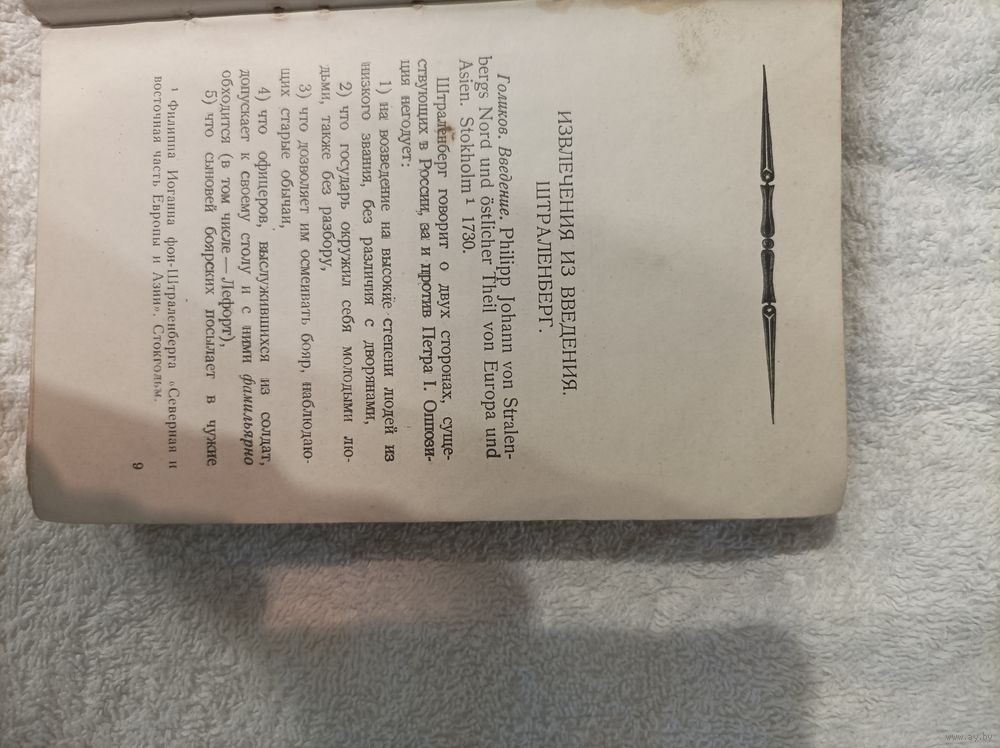 ИЗВЛЕЧЕНИЯ ИЗ ВВЕДЕНИЯ.
ШТРАЛЕНБЕРГ.
Голиков. Введение. Philipp Johann von Stralen-
bergs Nord und östlicher Theil von Europa und
Asien. Stokholm ¹ 1730.
Штраленберг говорит о двух сторонах, суще-
ствующих в России, за и против Петра I. Оппози-
ция негодует:
1) на возведение на высокие степени людей из
низкого звания, без различия с дворянами,
2) что государь окружил себя молодыми лю-
дьми, также без разбору,
3) что дозволяет им осмеивать бояр, наблюдаю-
щих старые обычаи,
4) что офицеров, выслужившихся из солдат,
допускает к своему столу и с ними фамильярно
обходится (в том числе — Лефорт),
5) что сыновей боярских посылает в чужие
¹ Филиппа Иоганна фон-Штраленберга «Северная и
восточная часть Европы и Азии». Стокгольм.
9
www.ay.by